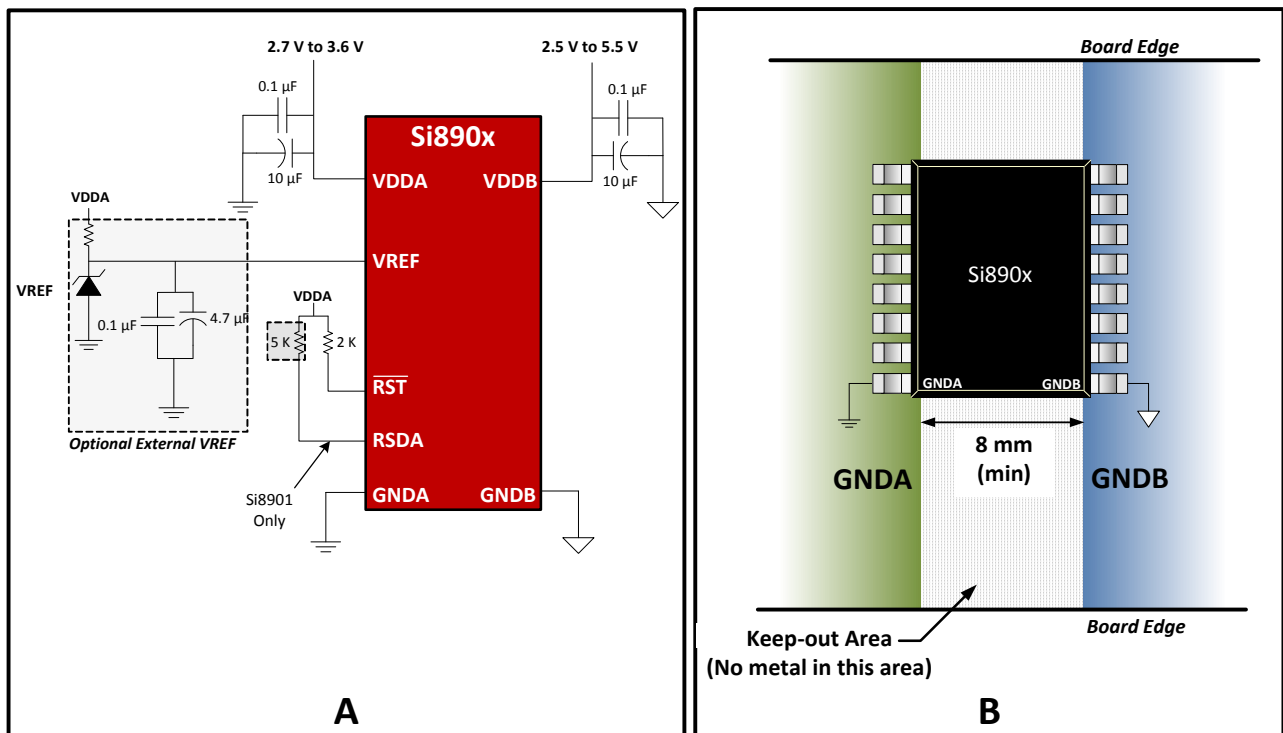 2.7 V to 3.6 V
2.5 V to 5.5 V
0.1 µF
10 µF
0.1 µF
10 µF
Si890x
VDDA
VDDB
VREF
RST
RSDA
GNDA
GNDB
VDDA
VREF
0.1 µF
4.7 µF
Optional External VREF
VDDA
5 K
2 K
Si8901
Only
A
Board Edge
Si890x
GNDA
GNDB
8 mm
(min)
GNDA
GNDB
Board Edge
Keep-out Area
(No metal in this area)
B